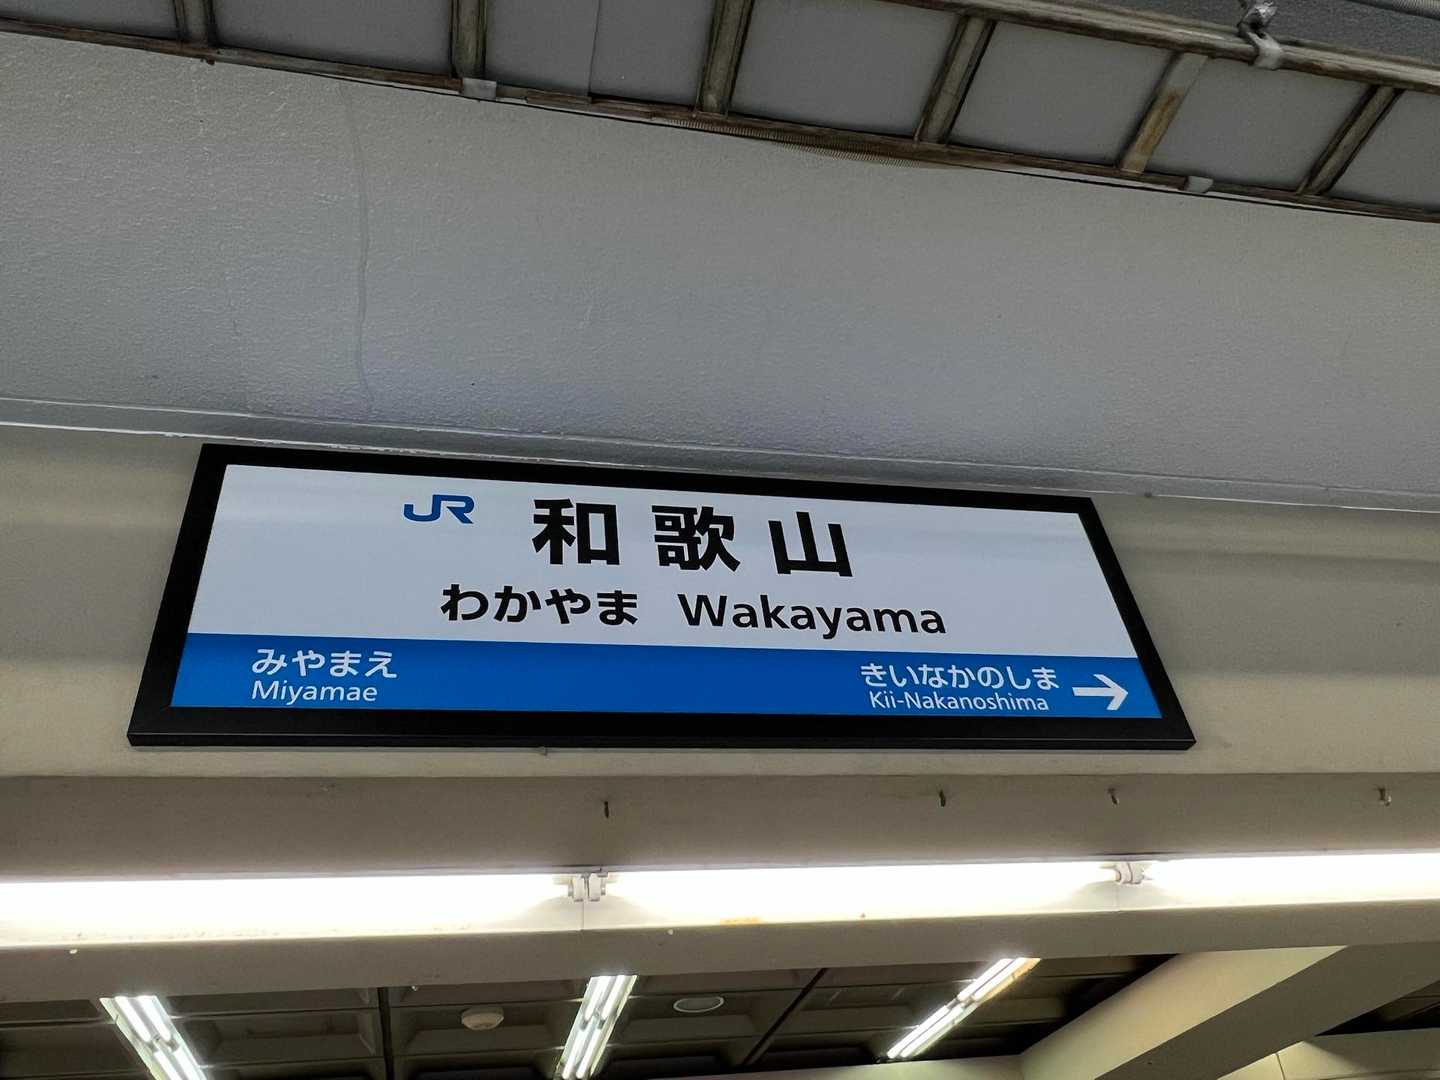 JR 和歌山
わかやま Wakayama
みやまえ きいなかのしま
Miyamae Kii-Nakanoshima